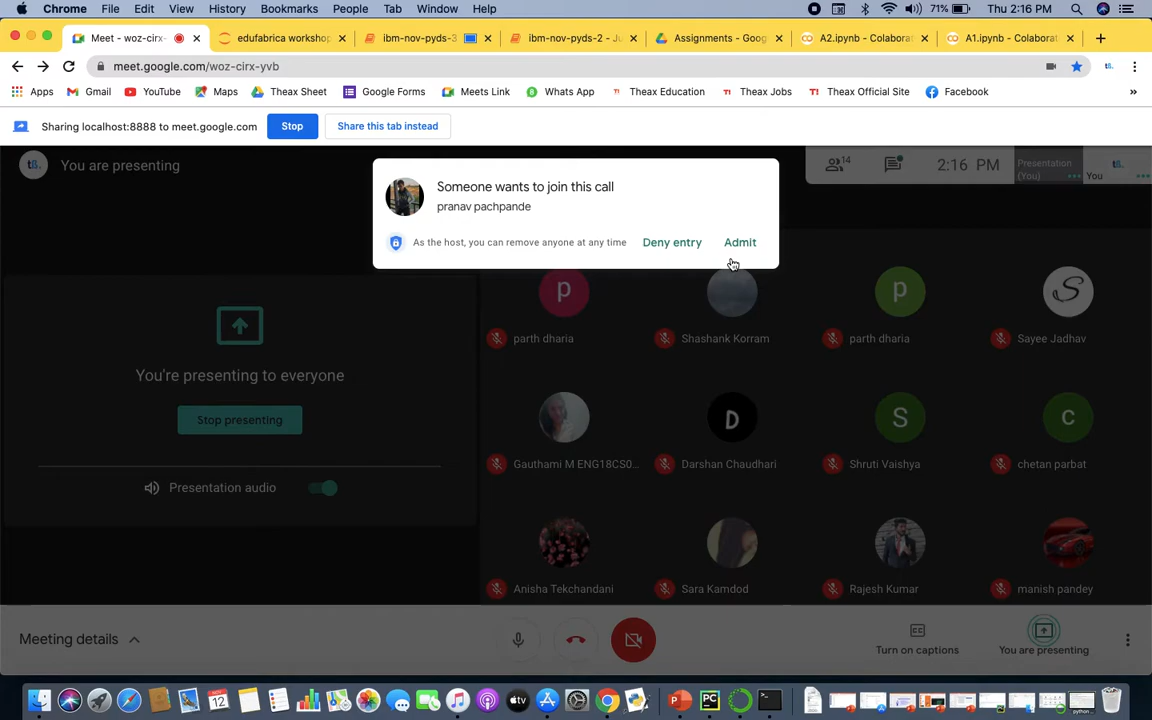 Chrome File Edit View History Bookmarks People Tab Window Help 71% Thu 2:16 PM
Meet - woz-cirx- edufabrica workshop ibm-nov-pyds-3 ibm-nov-pyds-2 - Ju Assignments - Goog A2.ipynb - Colaborat A1.ipynb - Colaborat
meet.google.com/woz-cirx-yvb
Apps Gmail YouTube Maps Theax Sheet Google Forms Meets Link Whats App Theax Education Theax Jobs Theax Official Site Facebook »
Sharing localhost:8888 to meet.google.com Stop Share this tab instead
tß. You are presenting
14 2:16 PM Presentation (You) You
Someone wants to join this call
pranav pachpande
As the host, you can remove anyone at any time Deny entry Admit
p p S
parth dharia Shashank Korram parth dharia Sayee Jadhav
You're presenting to everyone
Stop presenting
D S c
Gauthami M ENG18CS0... Darshan Chaudhari Shruti Vaishya chetan parbat
Presentation audio
Anisha Tekchandani Sara Kamdod Rajesh Kumar manish pandey
Meeting details Turn on captions You are presenting